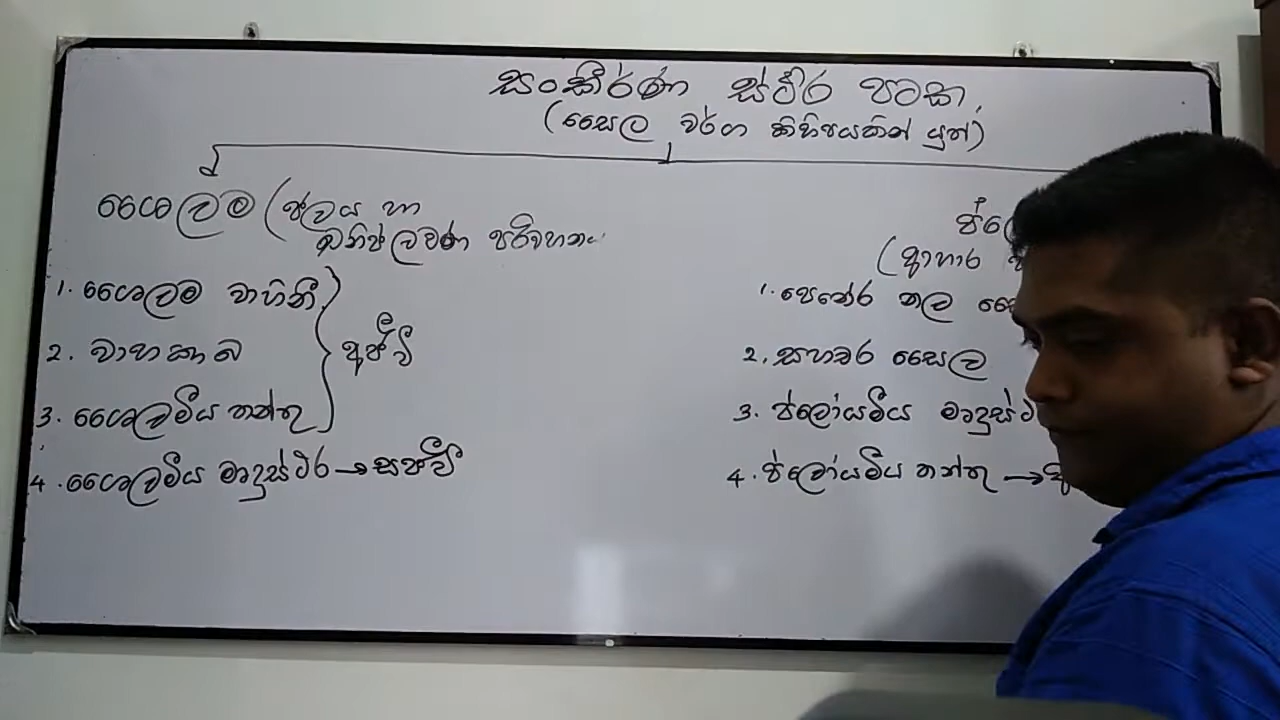 සංකීර්ණ ස්ථිර පටක
(සෛල වර්ග කිහිපයකින් යුත්)
ශෛලම (ජලය හා
ඛනිජ ලවණ පරිවහනය
1. ශෛලම වාහිනී
2. වාහකාභ
3. ශෛලමීය තන්තු
අජීවී
4. ශෛලමීය මෘදුස්ථර → සජීවී
(ආහාර
1. පෙනේර නල
2. සහචර සෛල
3. ප්ලෝයමීය
4. ප්ලෝයමීය තන්තු →